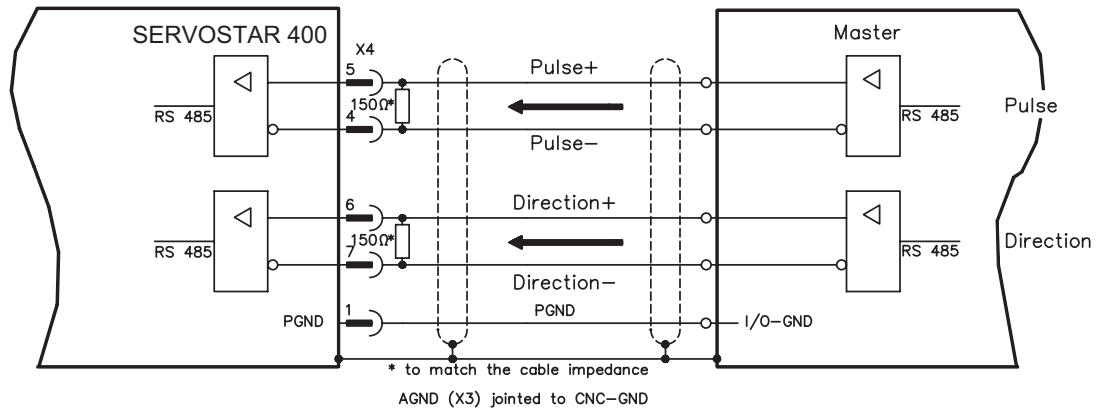 SERVOSTAR 400
X4
Master
5
Pulse+
150Ω*
RS 485
RS 485
Pulse
4
Pulse−
6
Direction+
150Ω*
RS 485
RS 485
Direction
7
Direction−
1
PGND
PGND
I/O−GND
* to match the cable impedance
AGND (X3) jointed to CNC−GND